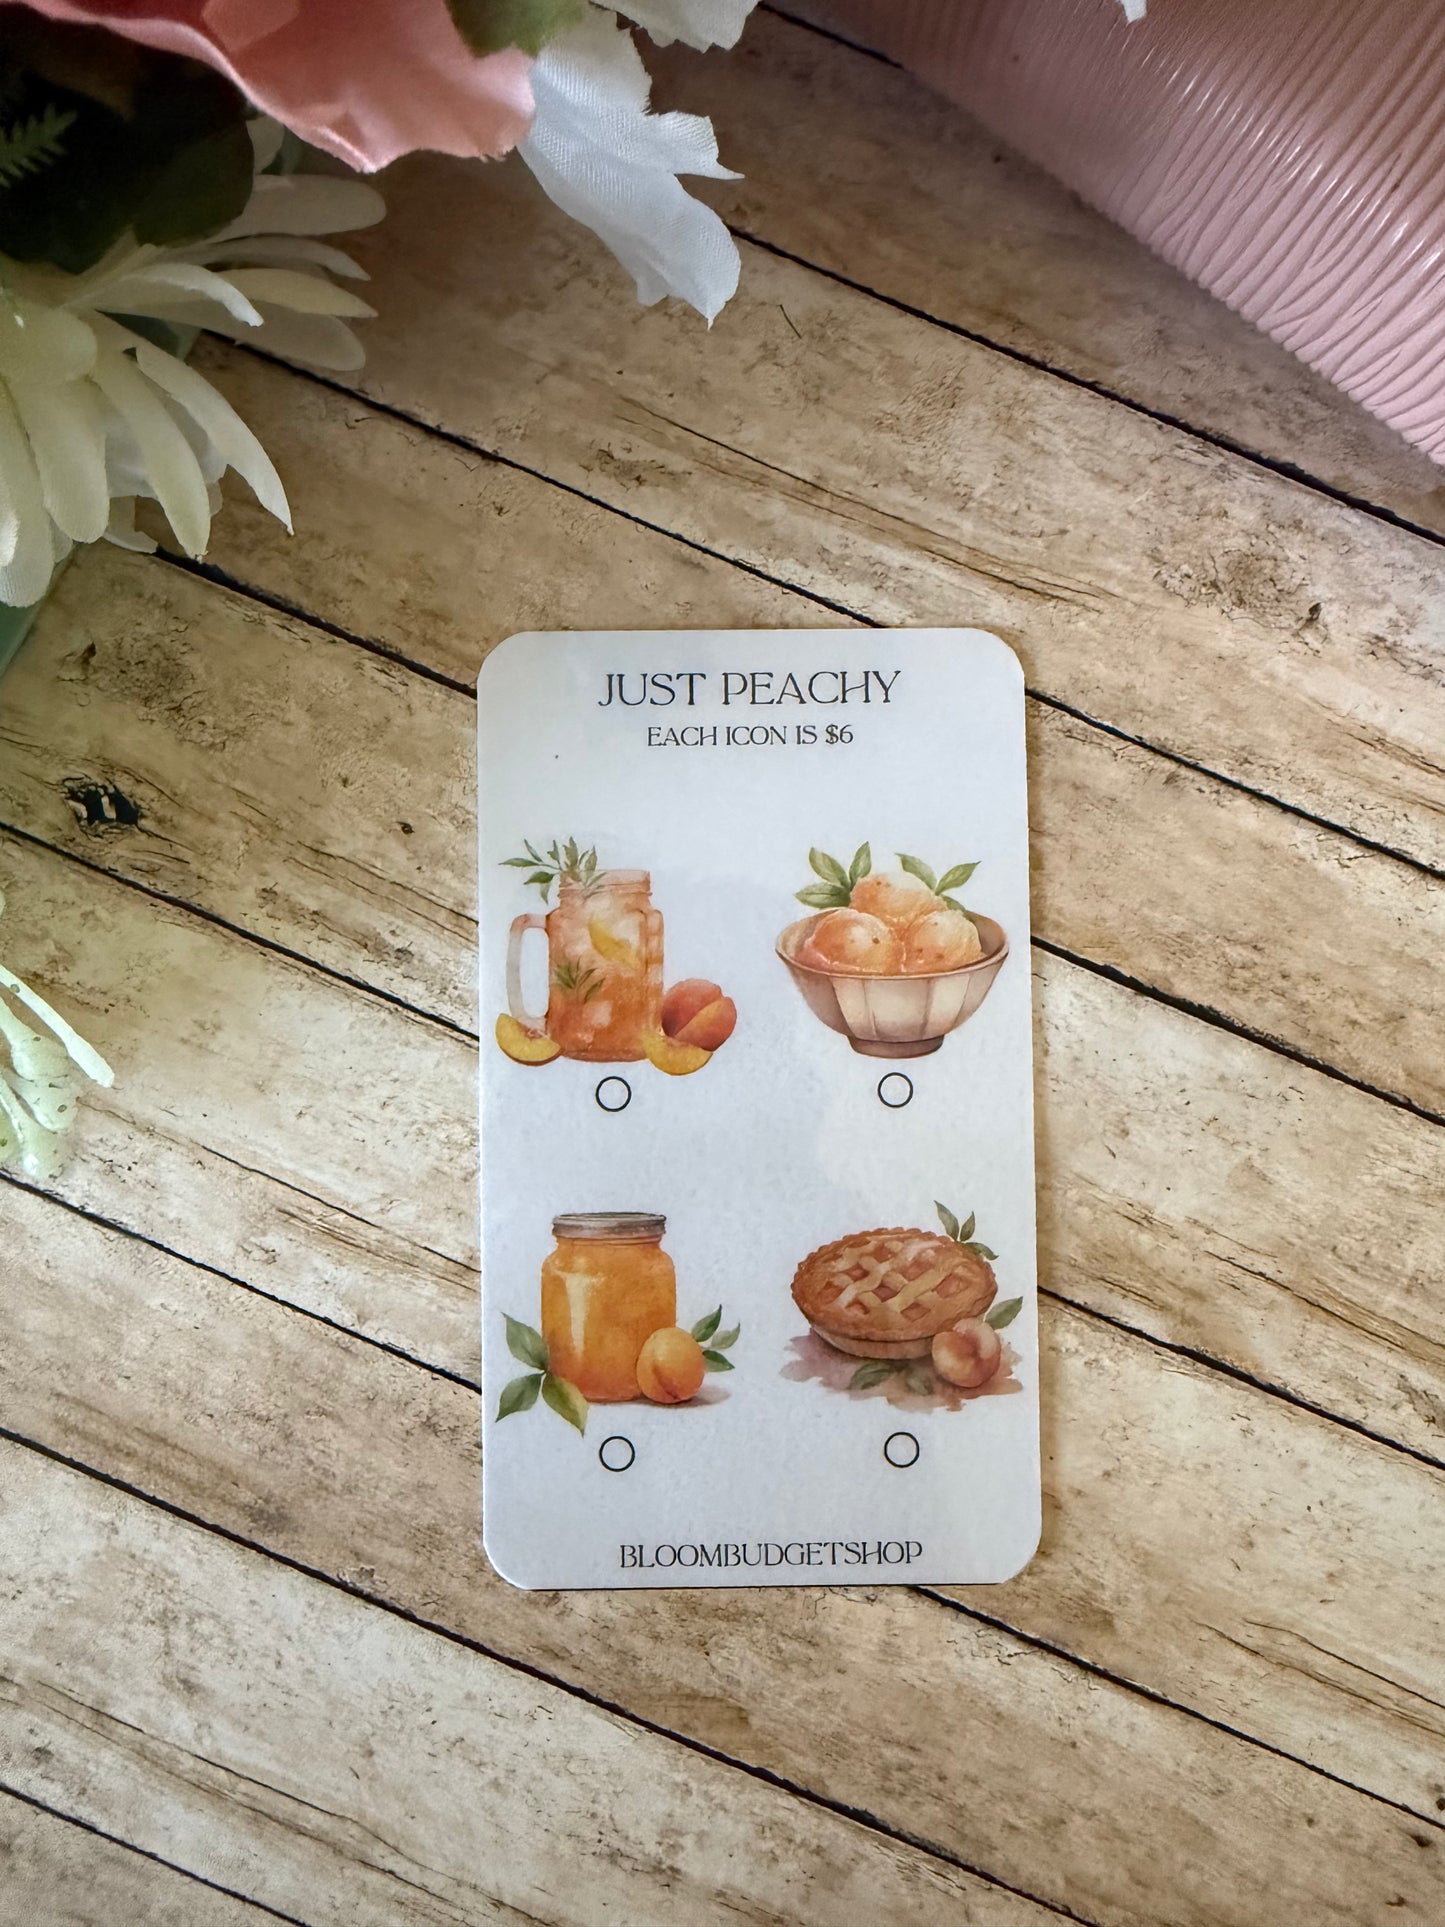 JUST PEACHY
EACH ICON IS $6
BLOOMBUDGETSHOP